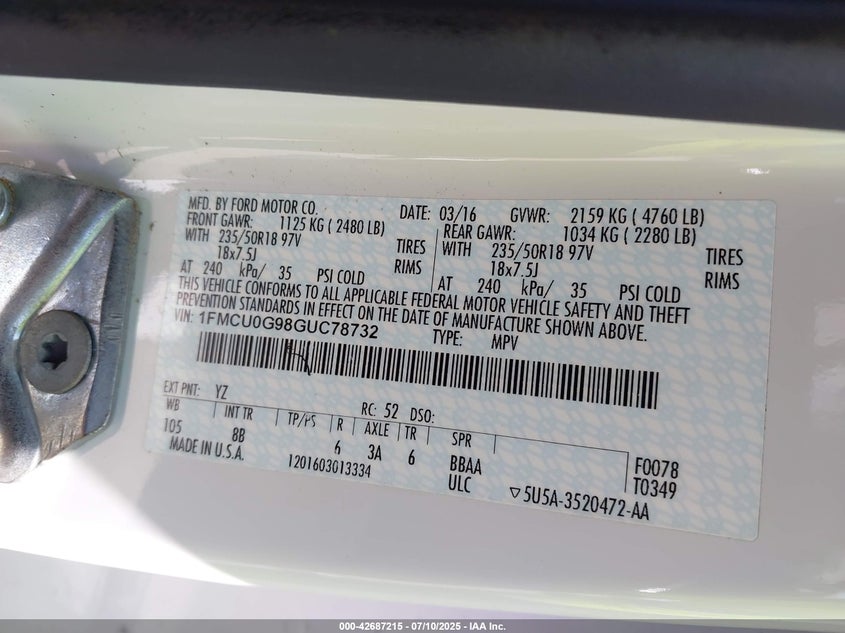 MFD. BY FORD MOTOR CO. DATE: 03/16 GVWR: 2159 KG ( 4760 LB)
FRONT GAWR: 1125 KG ( 2480 LB) REAR GAWR: 1034 KG ( 2280 LB)
WITH 235/50R18 97V TIRES WITH 235/50R18 97V TIRES
18x7.5J RIMS 18x7.5J RIMS
AT 240 kPa/ 35 PSI COLD AT 240 kPa/ 35 PSI COLD
THIS VEHICLE CONFORMS TO ALL APPLICABLE FEDERAL MOTOR VEHICLE SAFETY AND THEFT
PREVENTION STANDARDS IN EFFECT ON THE DATE OF MANUFACTURE SHOWN ABOVE.
VIN: 1FMCU0G98GUC78732 TYPE: MPV
EXT PNT: YZ RC: 52 DSO:
WB INT TR TP/PS R AXLE TR SPR
105 8B 6 3A 6 BBAA F0078
MADE IN U.S.A. 1201603013334 ULC T0349
▽5U5A-3520472-AA
000-42687215 - 07/10/2025 - IAA Inc.